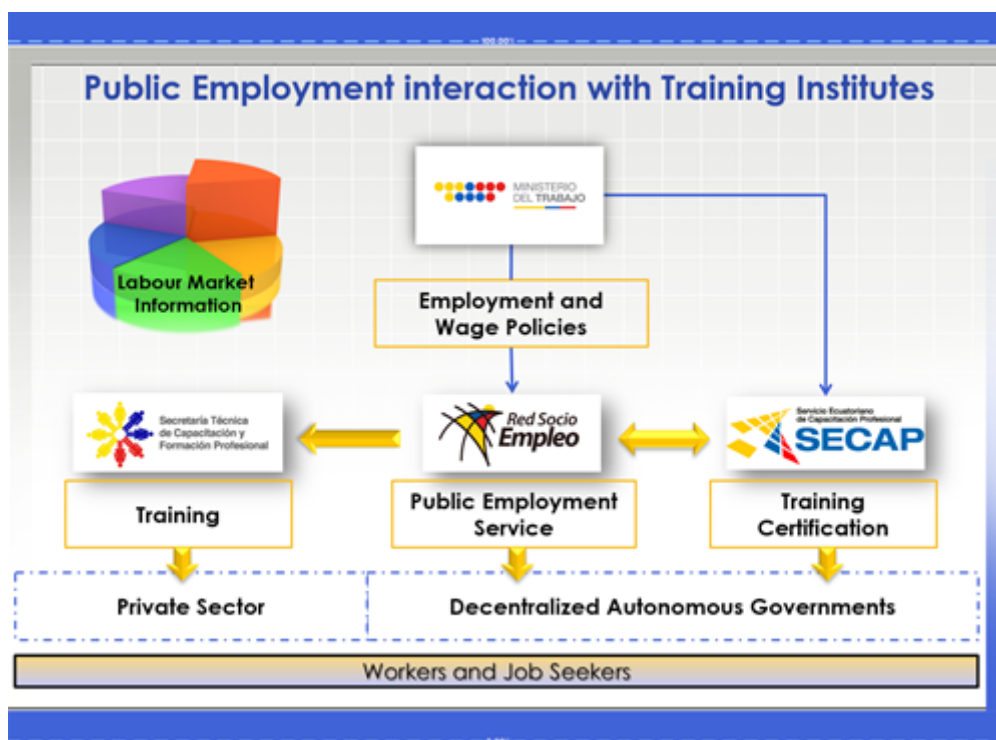 100.00%
Public Employment interaction with Training Institutes
MINISTERIO
DEL TRABAJO
Labour Market
Information
Employment and
Wage Policies
Secretaría Técnica
de Capacitación y
Formación Profesional
Red Socio
Empleo
Servicio Ecuatoriano
de Capacitación Profesional
SECAP
Training
Public Employment
Service
Training
Certification
Private Sector
Decentralized Autonomous Governments
Workers and Job Seekers